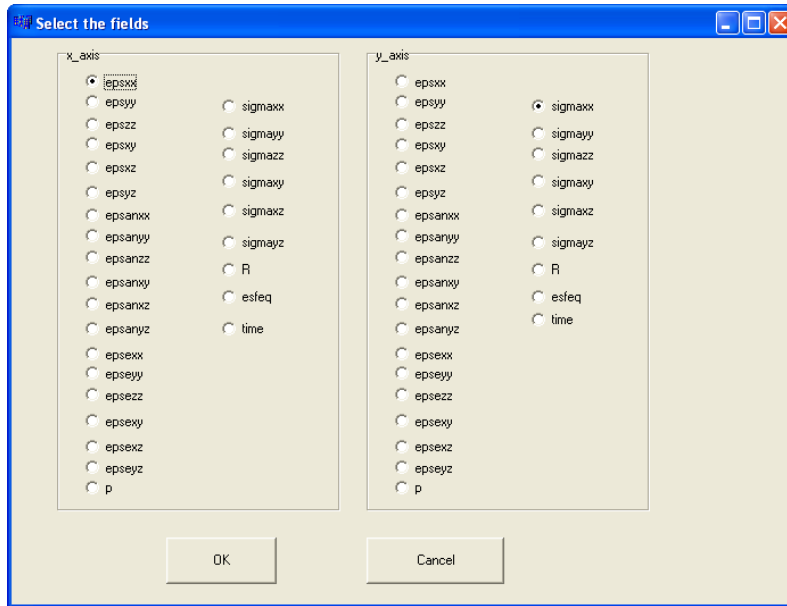 Select the fields
x_axis
epsxx
epsyy
epszz
epsxy
epsxz
epsyz
epsanxx
epsanyy
epsanzz
epsanxy
epsanxz
epsanyz
epsexx
epseyy
epsezz
epsexy
epsexz
epseyz
p
sigmaxx
sigmayy
sigmazz
sigmaxy
sigmaxz
sigmayz
R
esfeq
time
y_axis
epsxx
epsyy
epszz
epsxy
epsxz
epsyz
epsanxx
epsanyy
epsanzz
epsanxy
epsanxz
epsanyz
epsexx
epseyy
epsezz
epsexy
epsexz
epseyz
p
sigmaxx
sigmayy
sigmazz
sigmaxy
sigmaxz
sigmayz
R
esfeq
time
OK
Cancel